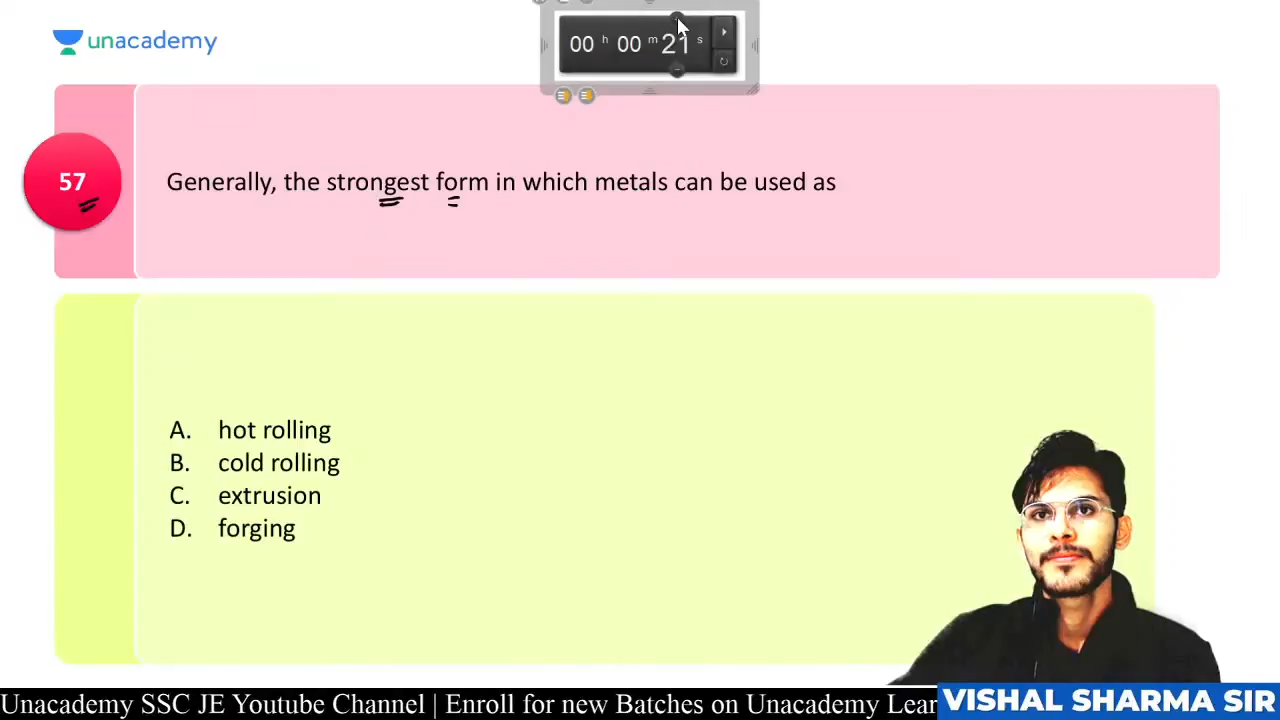 unacademy
00 h 00 m 21 s
57
Generally, the strongest form in which metals can be used as
A. hot rolling
B. cold rolling
C. extrusion
D. forging
Unacademy SSC JE Youtube Channel | Enroll for new Batches on Unacademy Lear
VISHAL SHARMA SIR